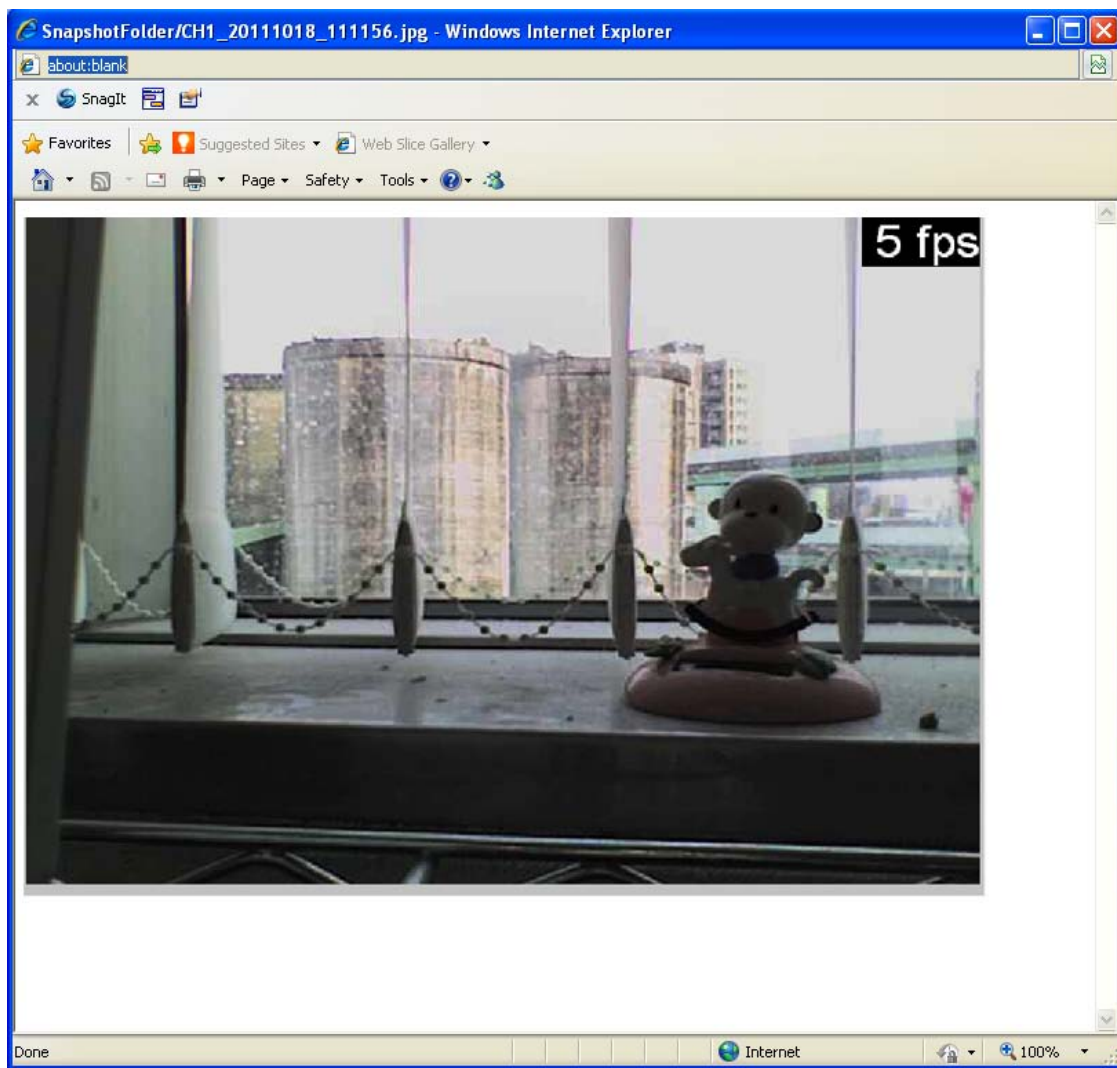 SnapshotFolder/CH1_20111018_111156.jpg - Windows Internet Explorer
about:blank
x SnagIt
Favorites Suggested Sites Web Slice Gallery
Page Safety Tools
5 fps
Done Internet 100%